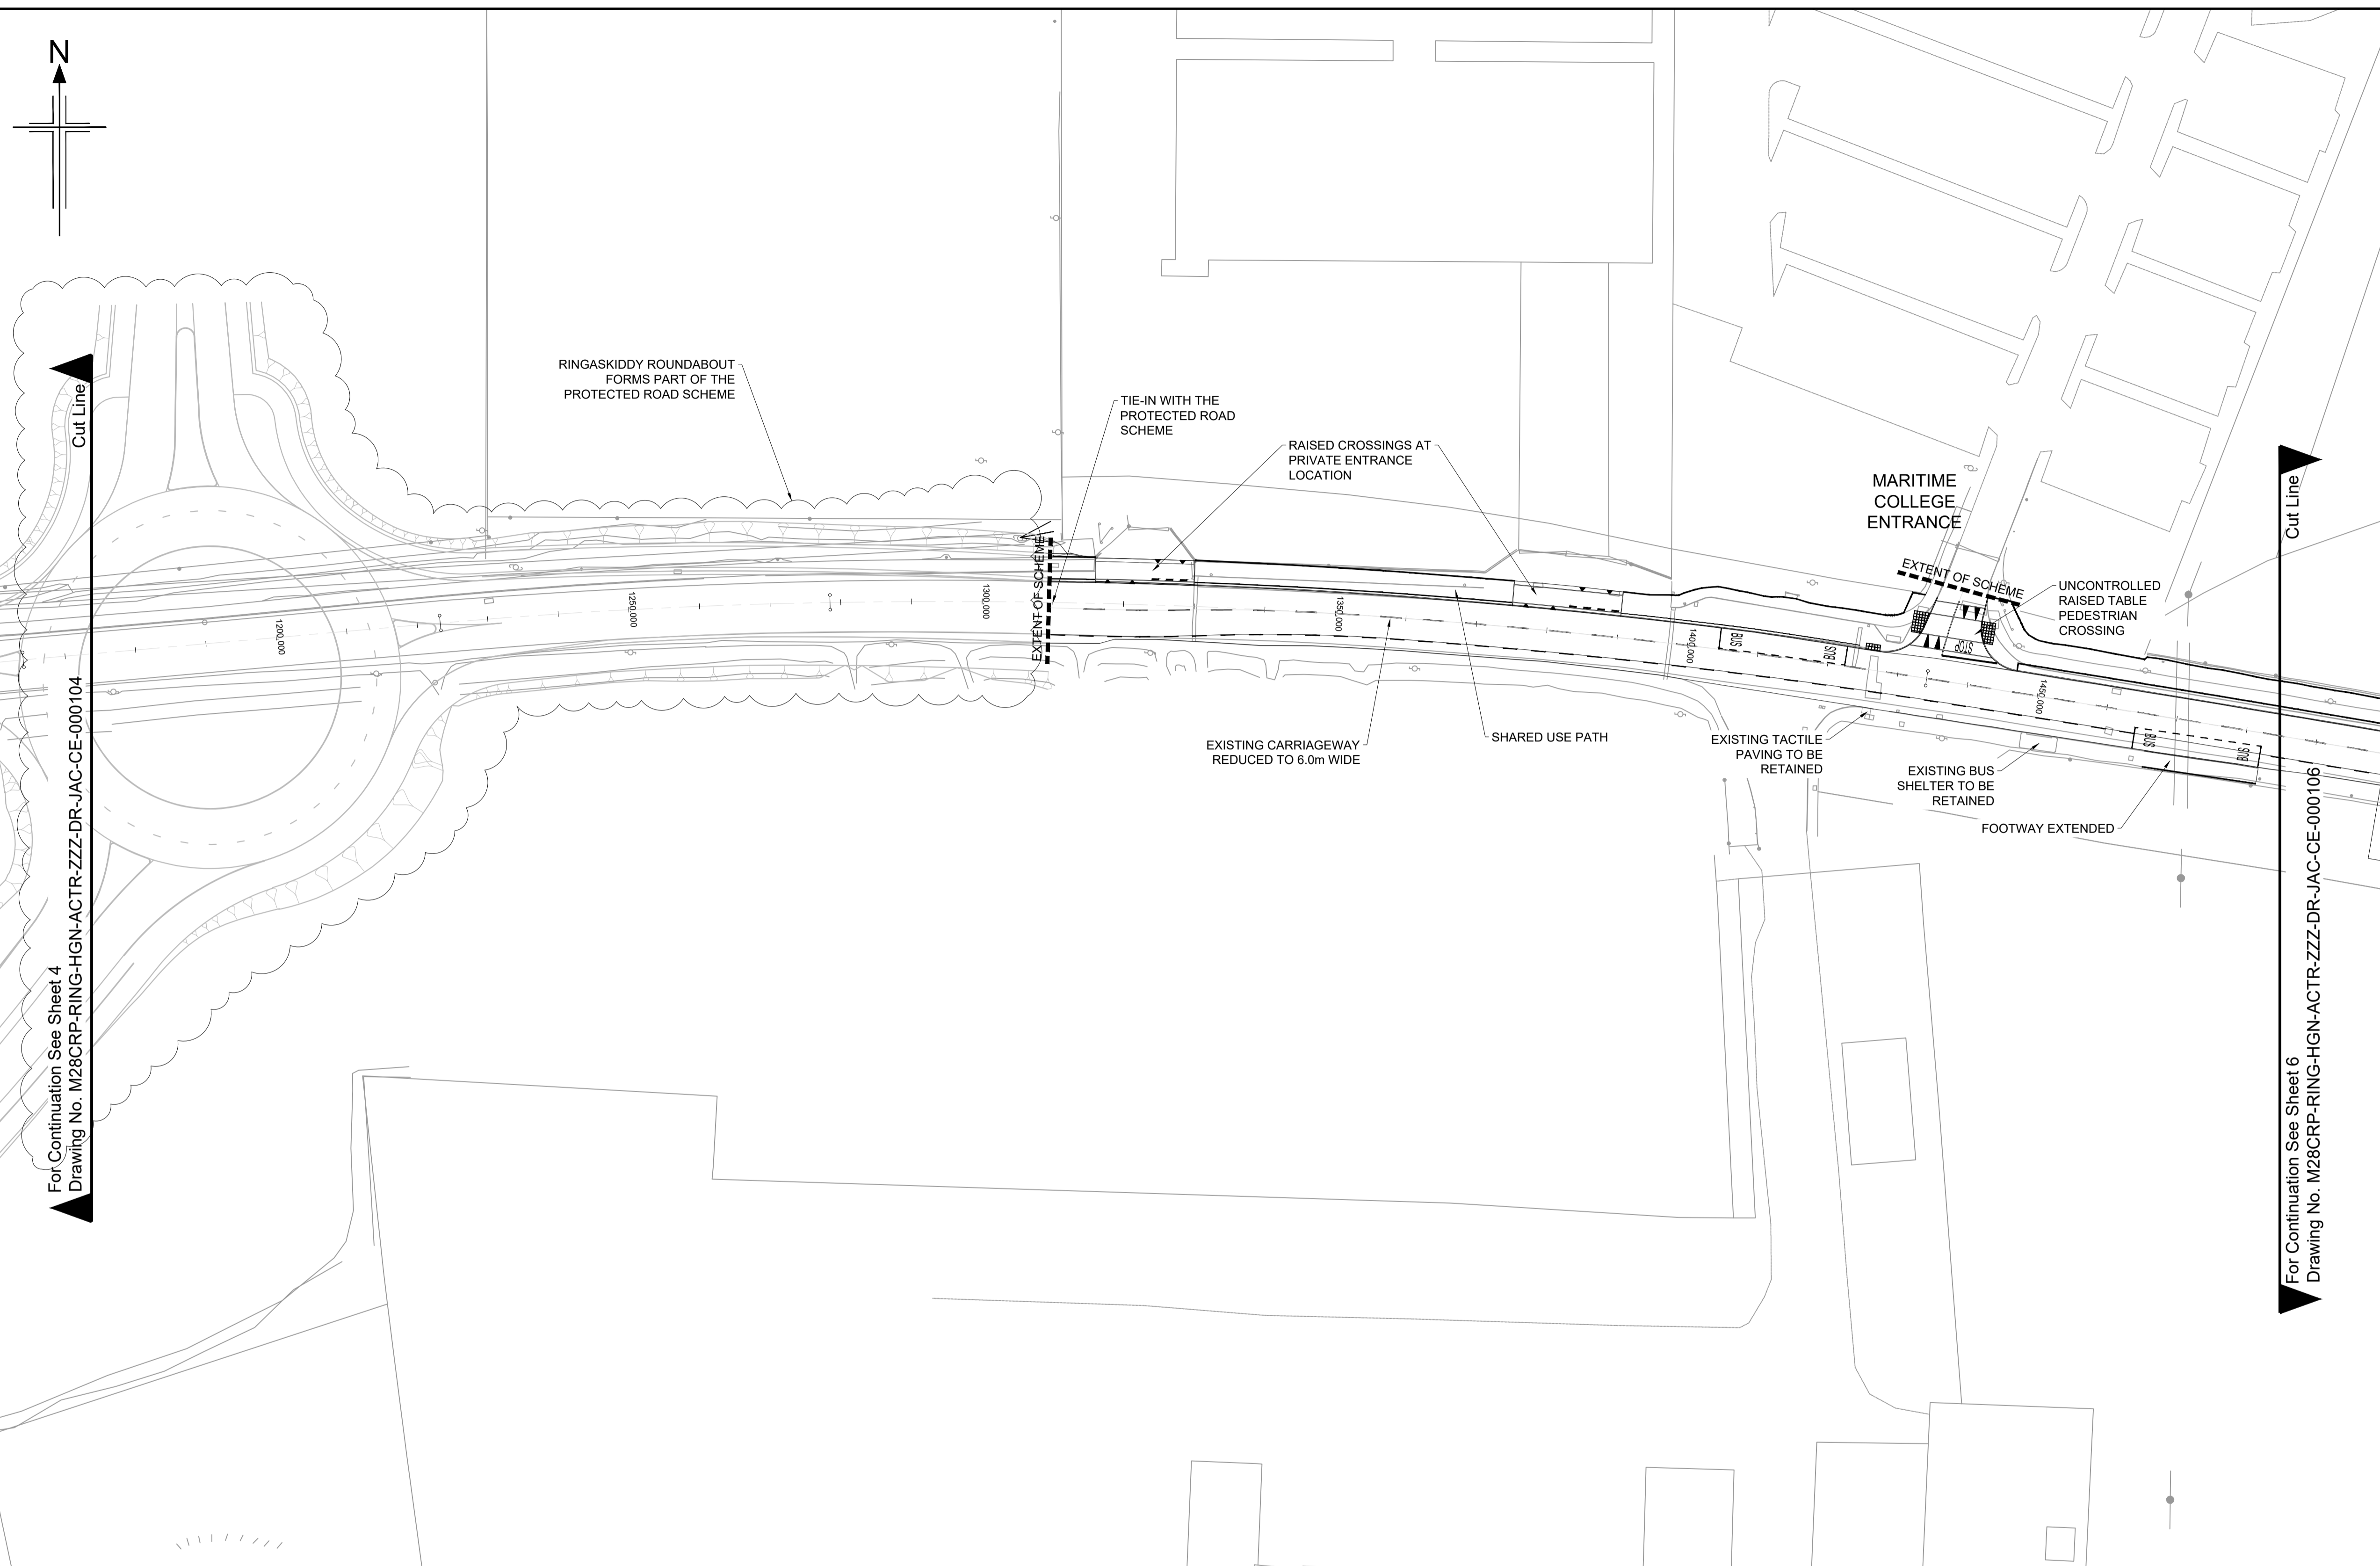 N
Cut Line
For Continuation See Sheet 4
Drawing No. M28CRP-RING-HGN-ACTR-ZZZ-DR-JAC-CE-000104
RINGASKIDDY ROUNDABOUT
FORMS PART OF THE
PROTECTED ROAD SCHEME
TIE-IN WITH THE
PROTECTED ROAD
SCHEME
RAISED CROSSINGS AT
PRIVATE ENTRANCE
LOCATION
MARITIME
COLLEGE
ENTRANCE
EXTENT OF SCHEME
UNCONTROLLED
RAISED TABLE
PEDESTRIAN
CROSSING
EXTENT OF SCHEME
1200.000
1250.000
1300.000
1350.000
1400.000
1450.000
BUS
BUS
STOP
BUS
BUS
EXISTING CARRIAGEWAY
REDUCED TO 6.0m WIDE
SHARED USE PATH
EXISTING TACTILE
PAVING TO BE
RETAINED
EXISTING BUS
SHELTER TO BE
RETAINED
FOOTWAY EXTENDED
Cut Line
For Continuation See Sheet 6
Drawing No. M28CRP-RING-HGN-ACTR-ZZZ-DR-JAC-CE-000106